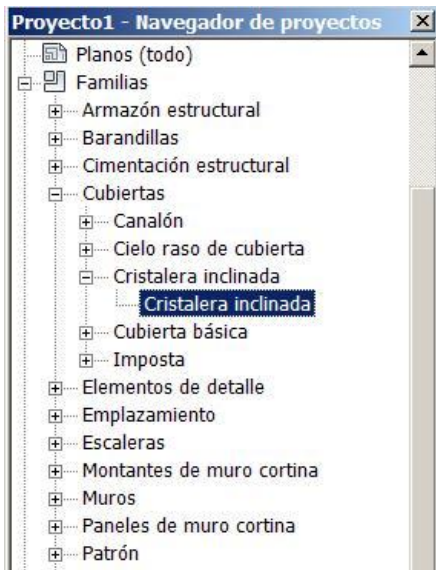 Proyecto1 - Navegador de proyectos
Planos (todo)
Familias
Armazón estructural
Barandillas
Cimentación estructural
Cubiertas
Canalón
Cielo raso de cubierta
Cristalera inclinada
Cristalera inclinada
Cubierta básica
Imposta
Elementos de detalle
Emplazamiento
Escaleras
Montantes de muro cortina
Muros
Paneles de muro cortina
Patrón